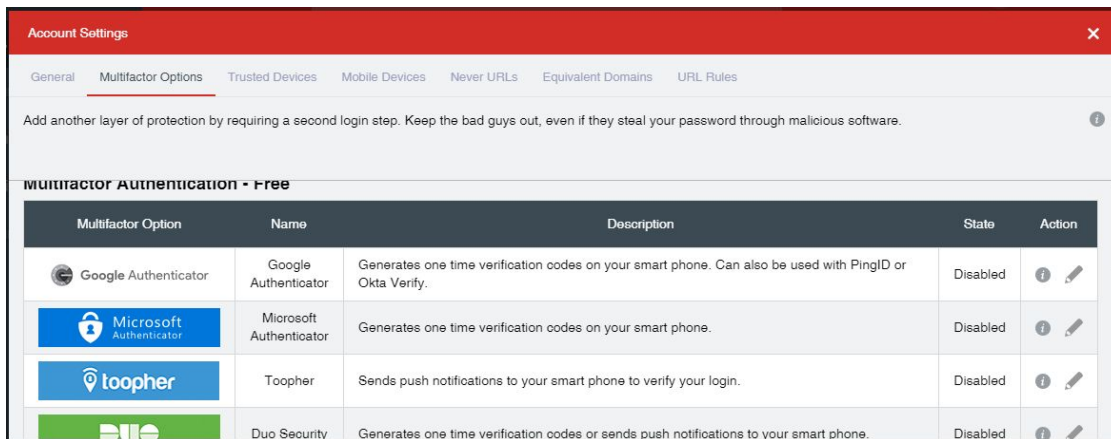 Account Settings
General Multifactor Options Trusted Devices Mobile Devices Never URLs Equivalent Domains URL Rules
Add another layer of protection by requiring a second login step. Keep the bad guys out, even if they steal your password through malicious software.
Multifactor Authentication - Free
Multifactor Option Name Description State Action
Google Authenticator Google Authenticator Generates one time verification codes on your smart phone. Can also be used with PingID or
Okta Verify. Disabled
Microsoft Authenticator Microsoft Authenticator Generates one time verification codes on your smart phone. Disabled
toopher Toopher Sends push notifications to your smart phone to verify your login. Disabled
DUO Duo Security Generates one time verification codes or sends push notifications to your smart phone. Disabled